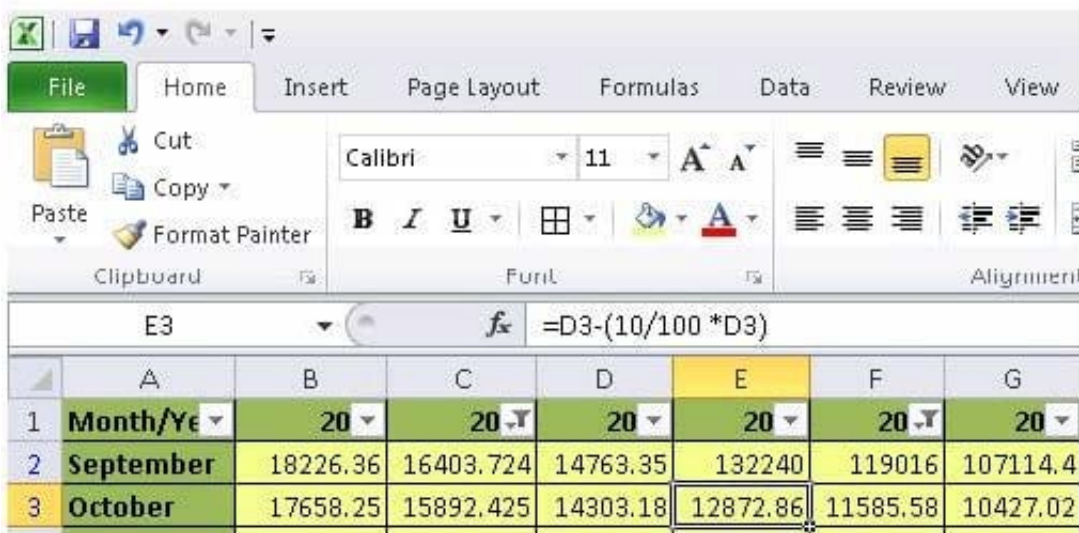 File Home Insert Page Layout Formulas Data Review View
Cut
Calibri 11 A A
Copy
Paste
B I U A
Format Painter
Clipboard Font Alignment
E3 fx =D3-(10/100 *D3)
A B C D E F G
1 Month/Ye 20 20 20 20 20 20
2 September 18226.36 16403.724 14763.35 132240 119016 107114.4
3 October 17658.25 15892.425 14303.18 12872.86 11585.58 10427.02